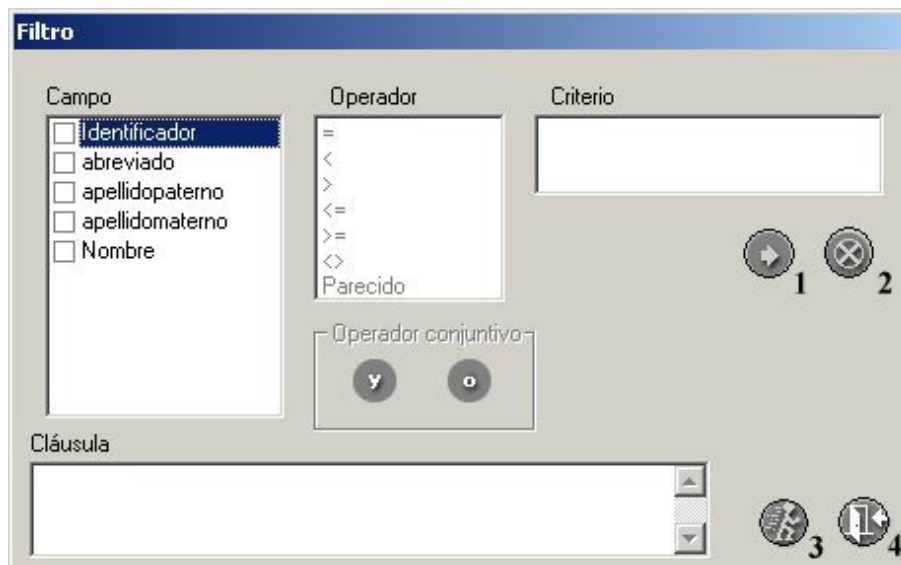 Filtro
Campo
Identificador
abreviado
apellidopaterno
apellidomaterno
Nombre
Operador
=
<
>
<=
>=
<>
Parecido
Operador conjuntivo
y o
Criterio
1 2
Cláusula
3 4